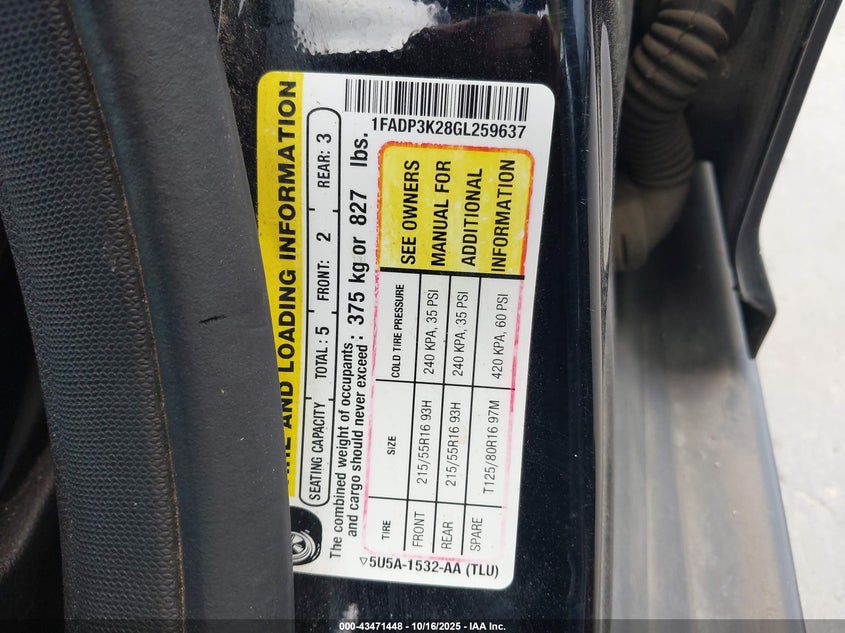 1FADP3K28GL259637
AND LOADING INFORMATION
SEATING CAPACITY TOTAL: 5 FRONT: 2 REAR: 3
The combined weight of occupants
and cargo should never exceed: 375 kg or 827 lbs.
TIRE SIZE COLD TIRE PRESSURE
FRONT 215/55R16 93H 240 KPA, 35 PSI
REAR 215/55R16 93H 240 KPA, 35 PSI
SPARE T125/80R16 97M 420 KPA, 60 PSI
SEE OWNERS
MANUAL FOR
ADDITIONAL
INFORMATION
▽5U5A-1532-AA (TLU)
000-43471448 - 10/16/2025 - IAA Inc.